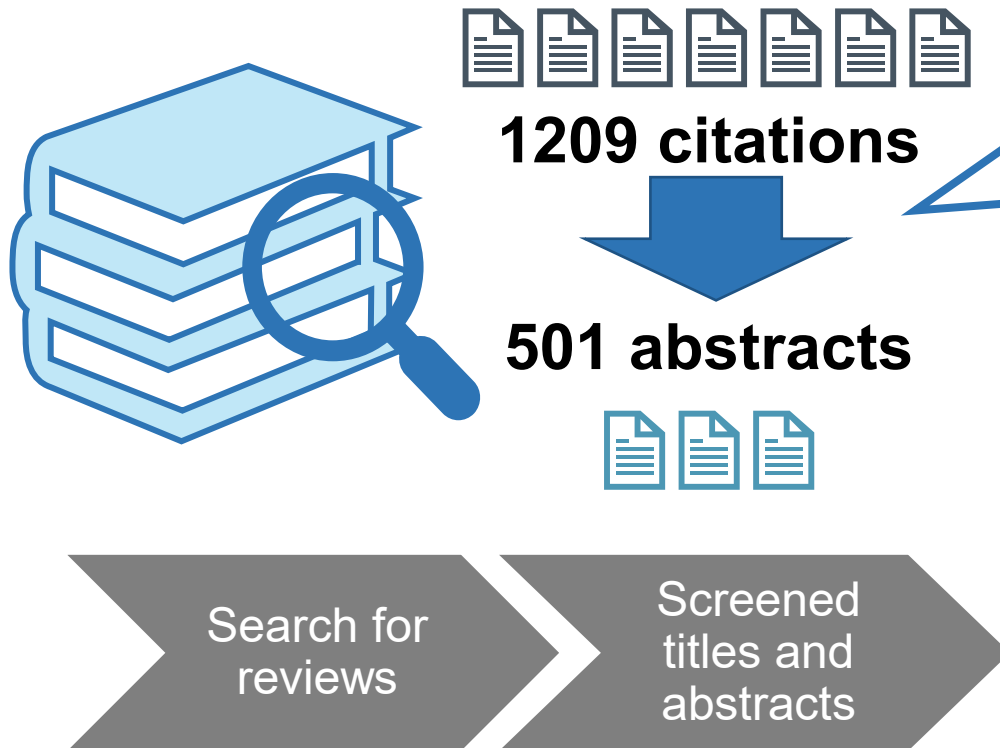 1209 citations
501 abstracts
Search for
reviews
Screened
titles and
abstracts